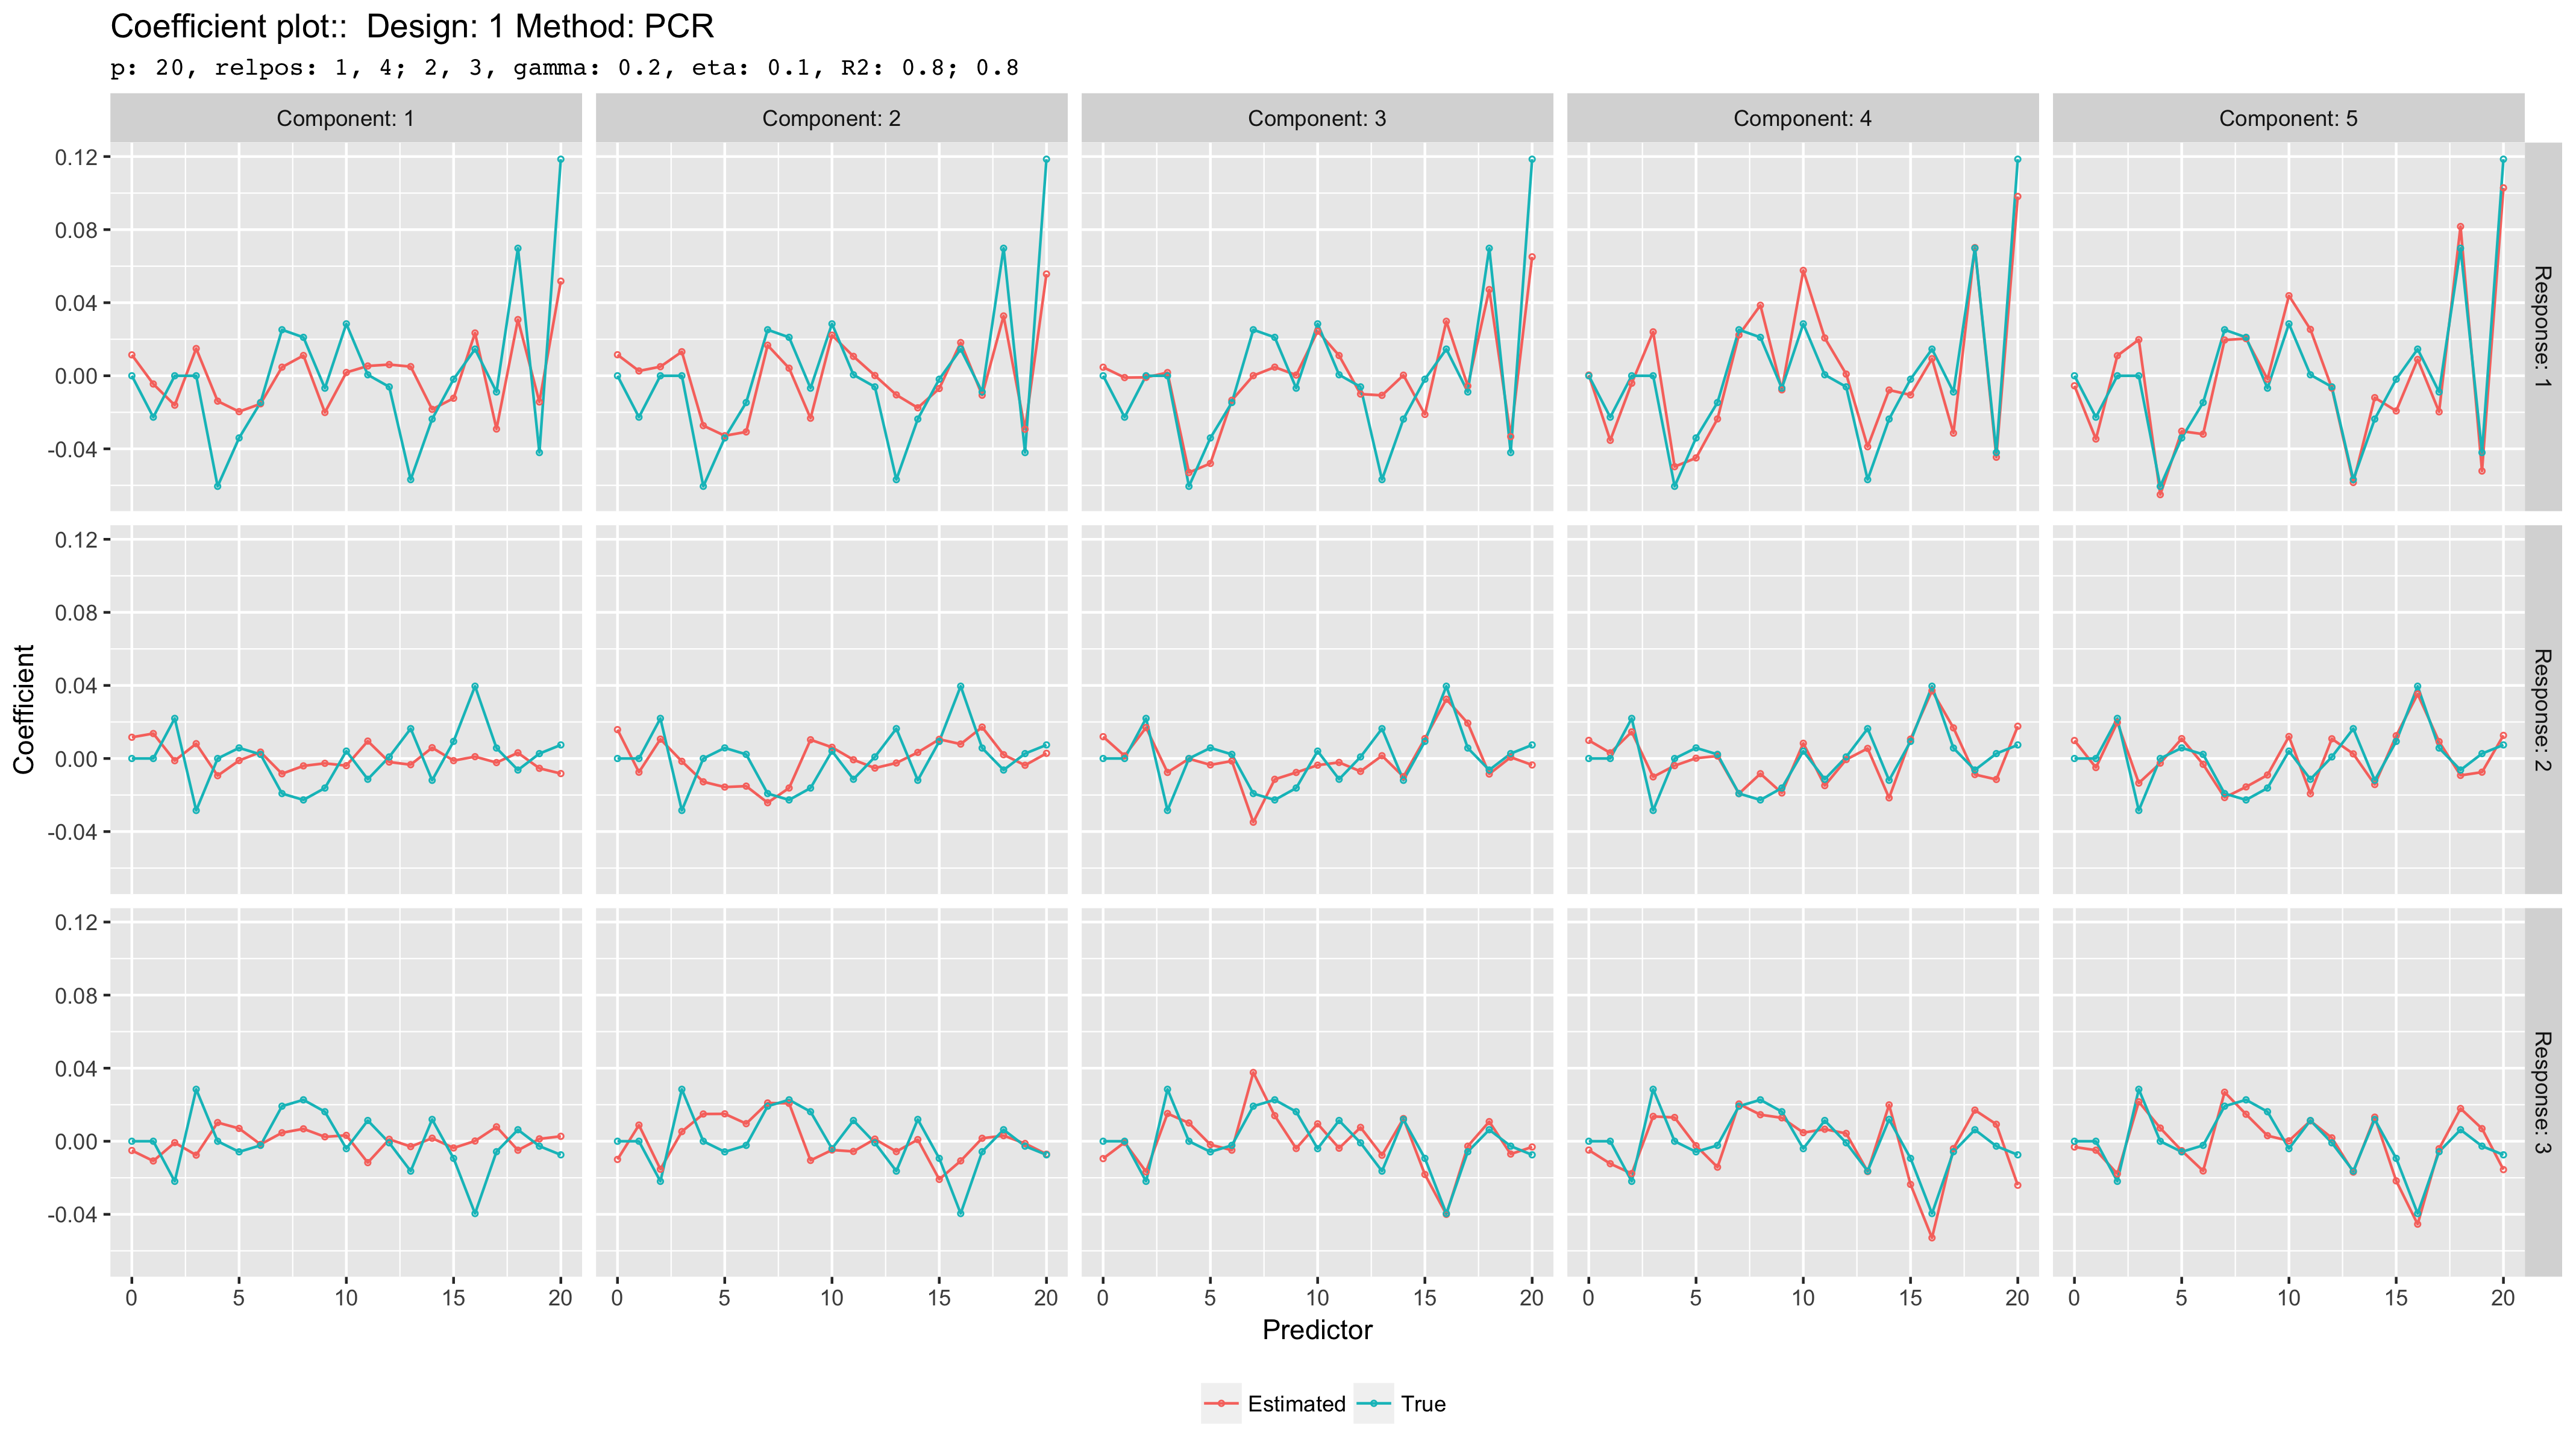 Coefficient plot::  Design: 1 Method: PCR
p: 20, relpos: 1, 4; 2, 3, gamma: 0.2, eta: 0.1, R2: 0.8; 0.8
Component: 1
Component: 2
Component: 3
Component: 4
Component: 5
0.12
0.08
0.04
0.00
-0.04
Response: 1
0.12
0.08
0.04
0.00
-0.04
Response: 2
Coefficient
0.12
0.08
0.04
0.00
-0.04
Response: 3
0 5 10 15 20
0 5 10 15 20
0 5 10 15 20
0 5 10 15 20
0 5 10 15 20
Predictor
Estimated
True